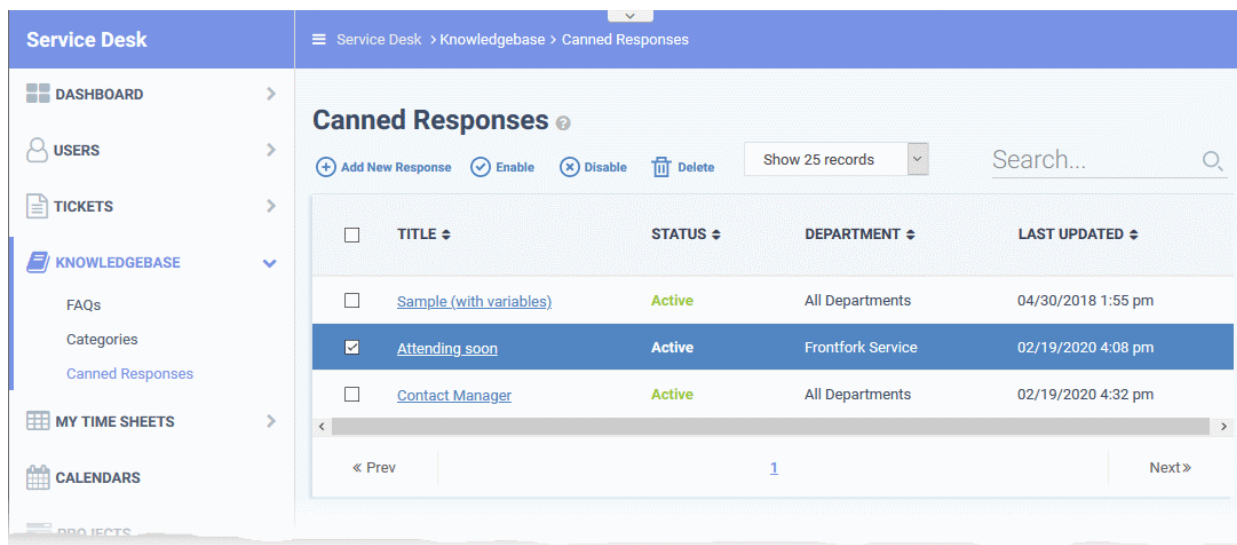 Service Desk
Service Desk > Knowledgebase > Canned Responses
DASHBOARD
USERS
TICKETS
KNOWLEDGEBASE
FAQs
Categories
Canned Responses
MY TIME SHEETS
CALENDARS
PROJECTS
Canned Responses ?
Add New Response Enable Disable Delete Show 25 records Search...
TITLE STATUS DEPARTMENT LAST UPDATED
Sample (with variables) Active All Departments 04/30/2018 1:55 pm
Attending soon Active Frontfork Service 02/19/2020 4:08 pm
Contact Manager Active All Departments 02/19/2020 4:32 pm
« Prev 1 Next »